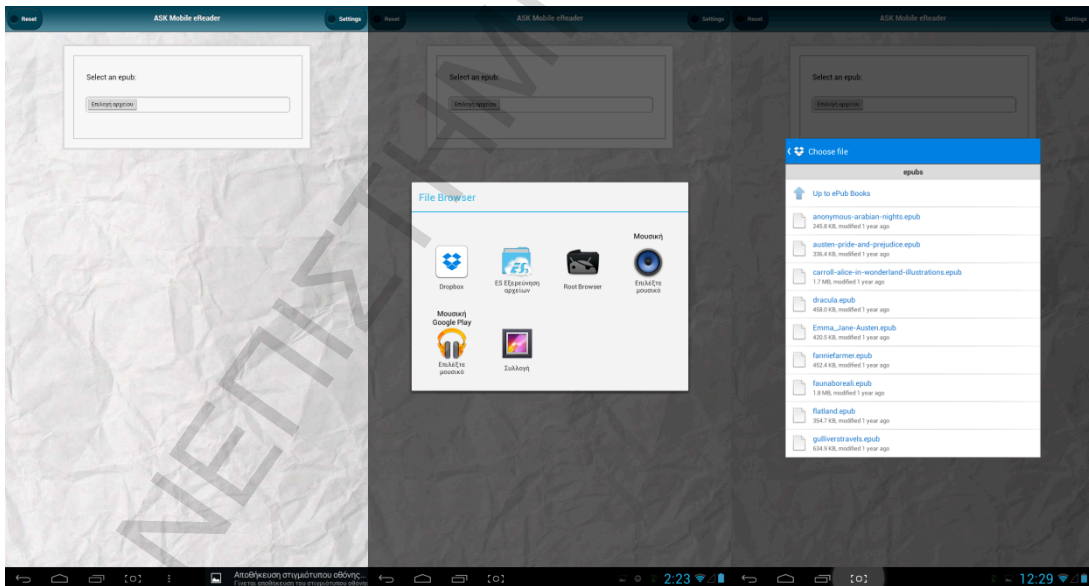 Reset
ASK Mobile eReader
Settings
Select an epub:
Επιλογή αρχείου
Αποθήκευση στιγμιότυπου οθόνης...
Γίνεται αποθήκευση του στιγμιότυπου οθόνης
Reset
ASK Mobile eReader
Settings
Select an epub:
Επιλογή αρχείου
File Browser
Dropbox
ES Εξερεύνηση
αρχείων
Root Browser
Μουσική
Επιλέξτε
μουσικό
Μουσική
Google Play
Επιλέξτε
μουσικό
Συλλογή
2:23
Reset
ASK Mobile eReader
Settings
Select an epub:
Επιλογή αρχείου
Choose file
epubs
Up to ePub Books
anonymous-arabian-nights.epub
245.8 KB, modified 1 year ago
austen-pride-and-prejudice.epub
336.4 KB, modified 1 year ago
carroll-alice-in-wonderland-illustrations.epub
1.7 MB, modified 1 year ago
dracula.epub
458.0 KB, modified 1 year ago
Emma_Jane-Austen.epub
420.5 KB, modified 1 year ago
fanniefarmer.epub
452.4 KB, modified 1 year ago
faunaboreali.epub
1.8 MB, modified 1 year ago
flatland.epub
354.7 KB, modified 1 year ago
gulliverstravels.epub
634.9 KB, modified 1 year ago
12:29